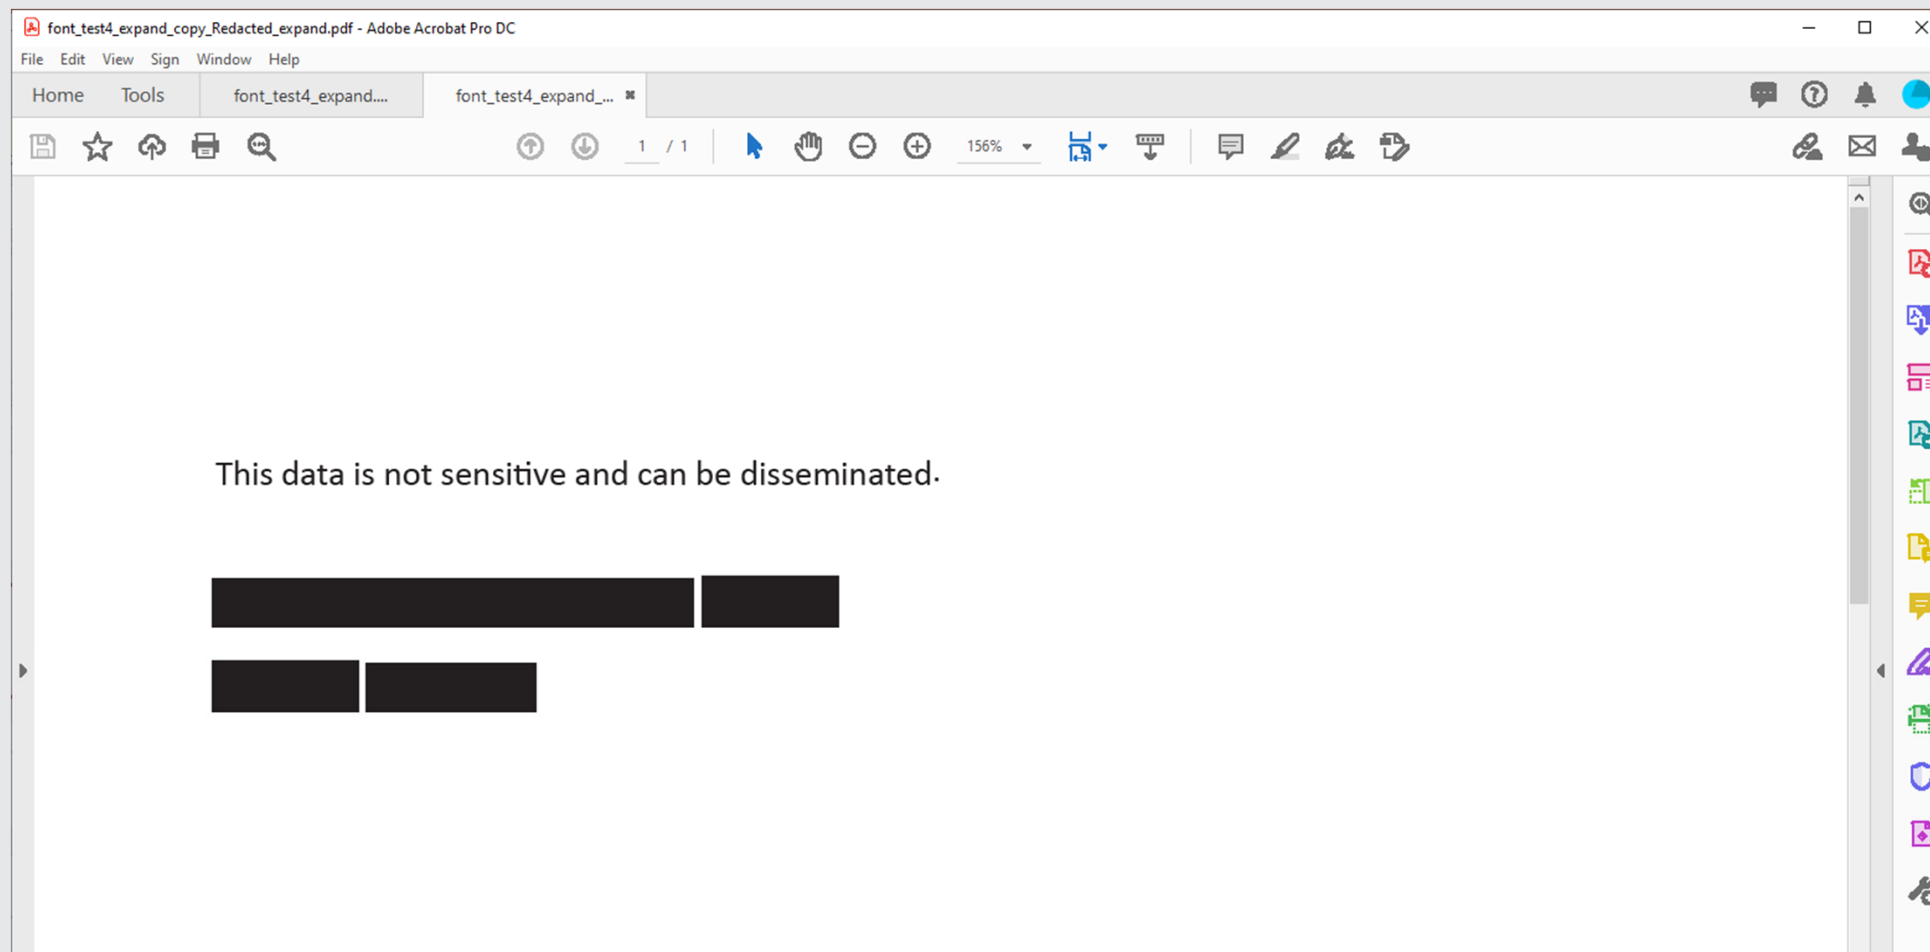 font_test4_expand_copy_Redacted_expand.pdf - Adobe Acrobat Pro DC
File Edit View Sign Window Help
Home Tools font_test4_expand.... font_test4_expand_...
1 / 1 156%
This data is not sensitive and can be disseminated.